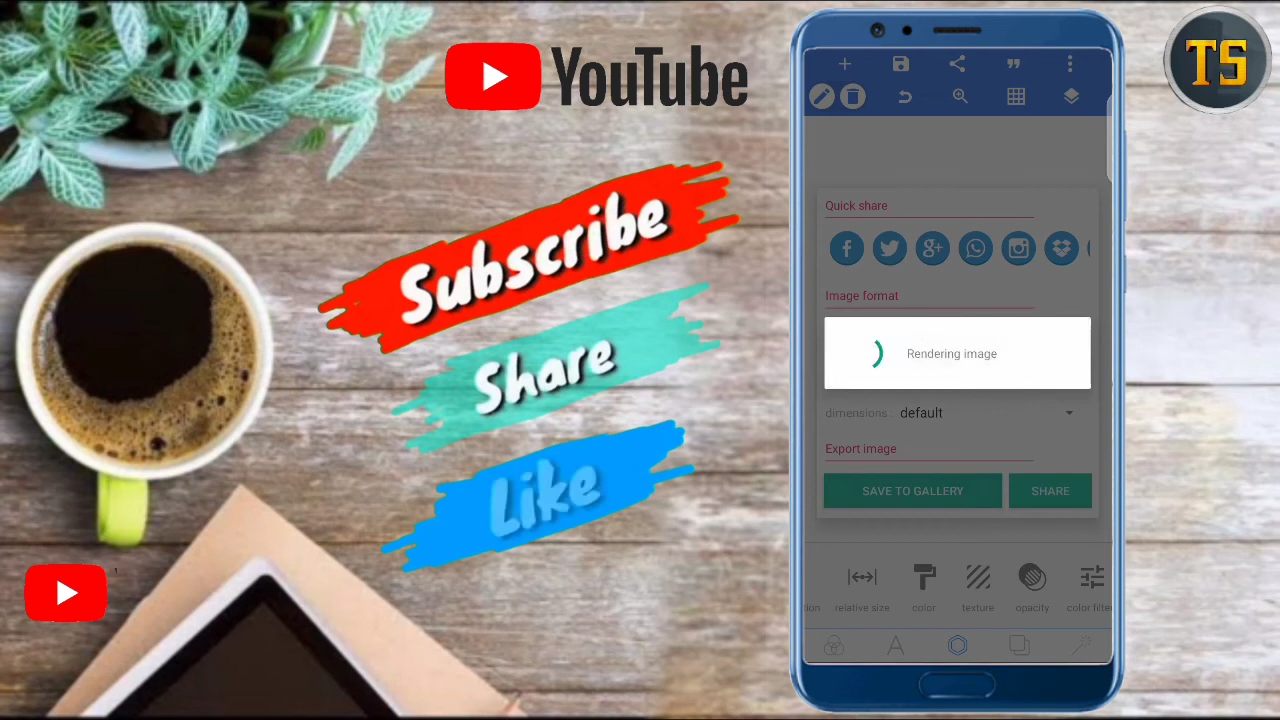 YouTube
TS
Subscribe
Share
Like
Quick share
Image format
Rendering image
dimensions : default
Export image
SAVE TO GALLERY
SHARE
tion
relative size
color
texture
opacity
color filter